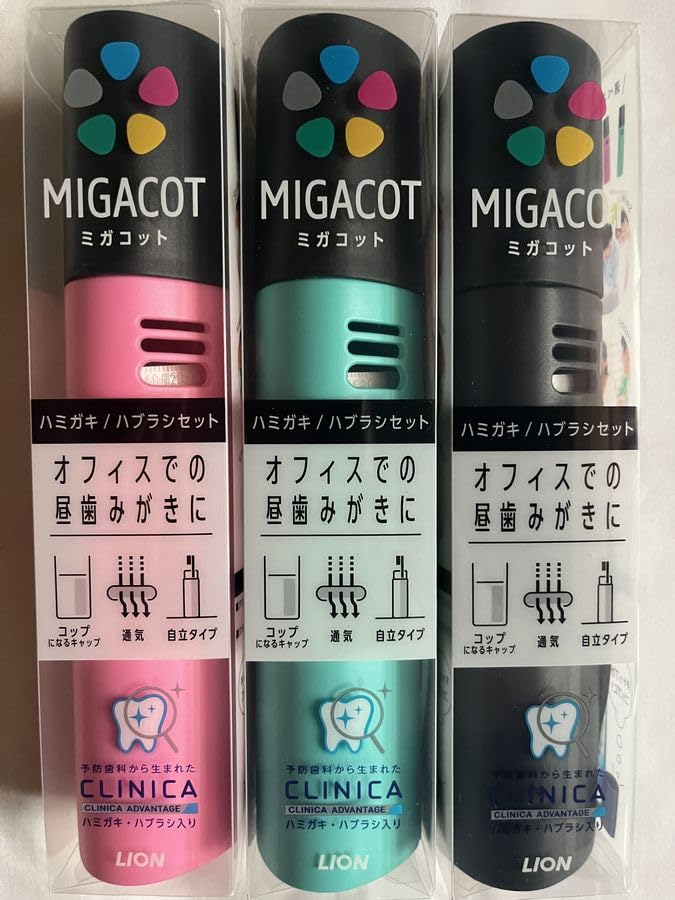 MIGACOT
ミガコット
ハミガキ/ハブラシセット
オフィスでの
昼歯みがきに
コップ
になるキャップ
通気
自立タイプ
予防歯科から生まれた
CLINICA
CLINICA ADVANTAGE
ハミガキ・ハブラシ入り
LION
MIGACOT
ミガコット
ハミガキ/ハブラシセット
オフィスでの
昼歯みがきに
コップ
になるキャップ
通気
自立タイプ
予防歯科から生まれた
CLINICA
CLINICA ADVANTAGE
ハミガキ・ハブラシ入り
LION
MIGACOT
ミガコット
ハミガキ/ハブラシセット
オフィスでの
昼歯みがきに
コップ
になるキャップ
通気
自立タイプ
予防歯科から生まれた
CLINICA
CLINICA ADVANTAGE
ハミガキ・ハブラシ入り
LION